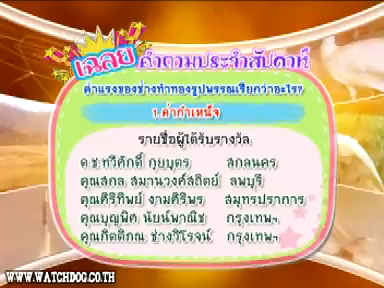 เฉลย คำถามประจำสัปดาห์
ค่าแรงของช่างทำทองรูปพรรณเรียกว่าอะไร?
1.ค่ากำเหน็จ
รายชื่อผู้ได้รับรางวัล
ด.ช.ทวีศักดิ์ กุยบุตร สกลนคร
คุณสกล สมานวงศ์สถิตย์ ลพบุรี
คุณศิริทิพย์ งามศิริพร สมุทรปราการ
คุณบุญพิศ นัยน์พาณิช กรุงเทพฯ
คุณกิตติภณ ช่างวิโรจน์ กรุงเทพฯ
WWW.WATCHDOG.CO.TH